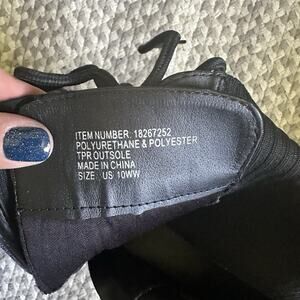 ITEM NUMBER: 18267252
POLYURETHANE & POLYESTER
TPR OUTSOLE
MADE IN CHINA
SIZE: US 10WW